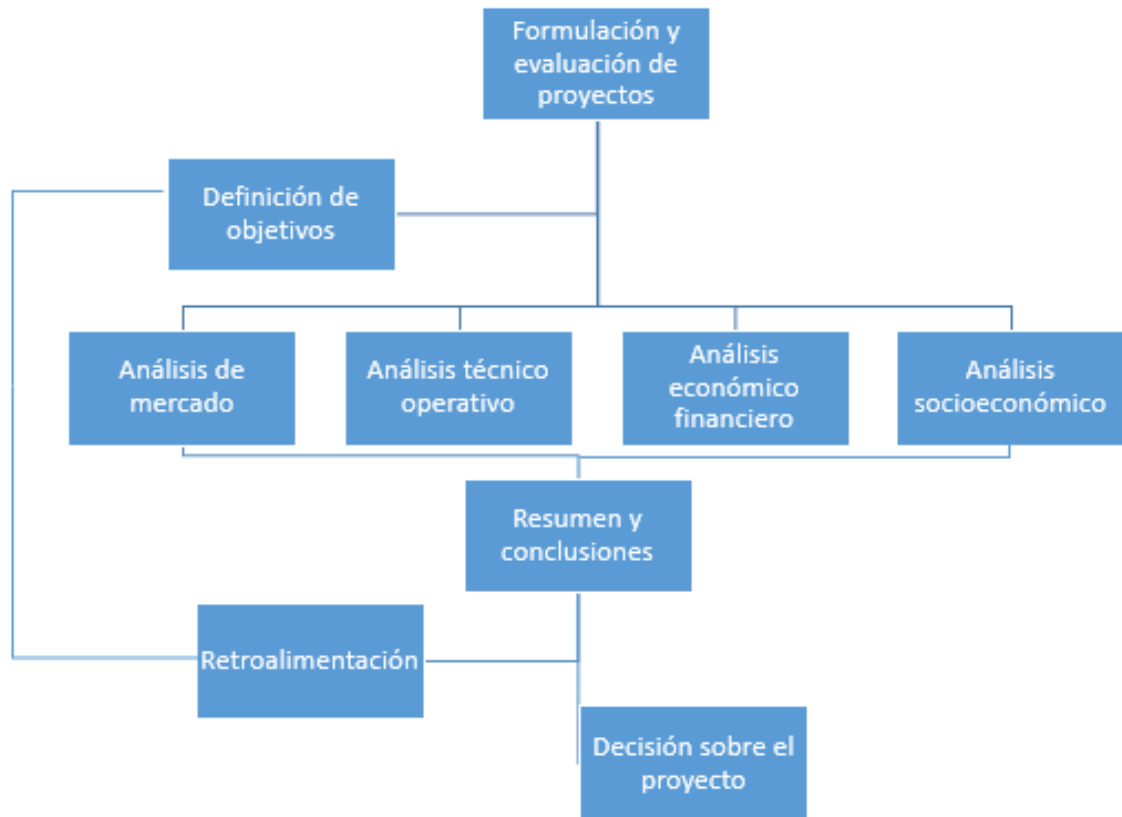 Formulación y
evaluación de
proyectos
Definición de
objetivos
Análisis de
mercado
Análisis técnico
operativo
Análisis
económico
financiero
Análisis
socioeconómico
Resumen y
conclusiones
Retroalimentación
Decisión sobre el
proyecto